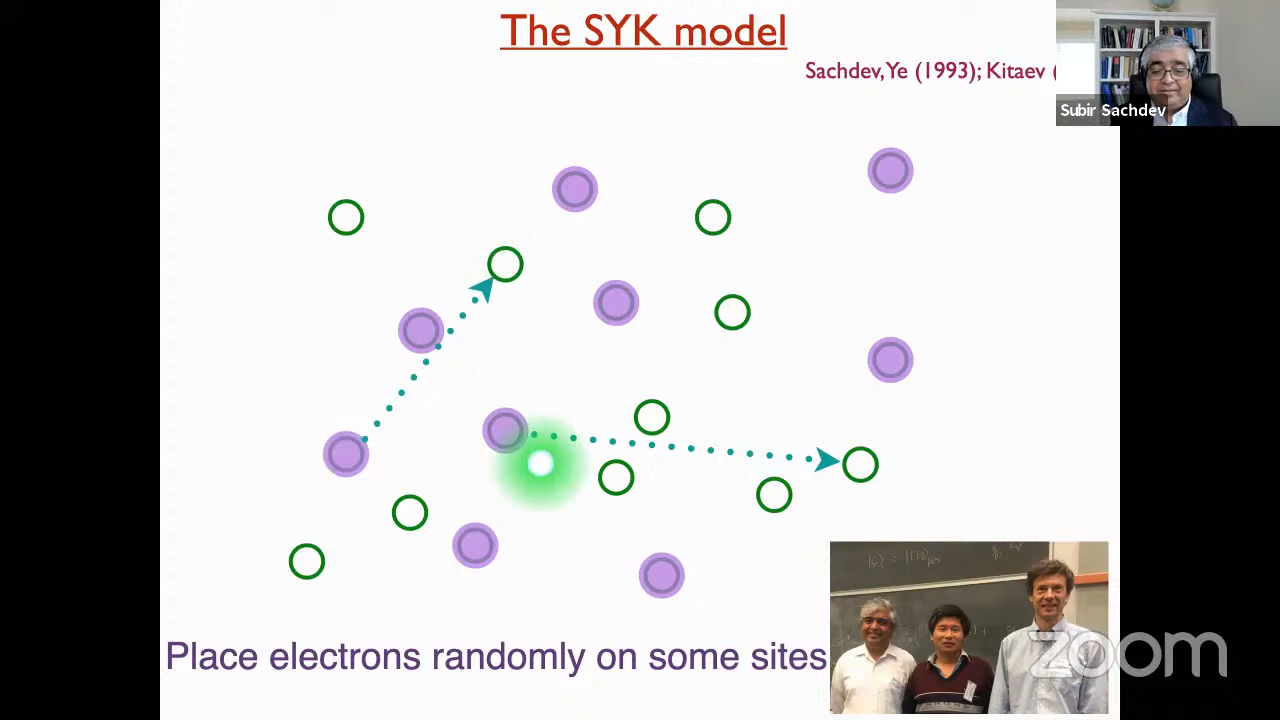 The SYK model
Sachdev, Ye (1993); Kitaev (
Subir Sachdev
Place electrons randomly on some sites
zoom